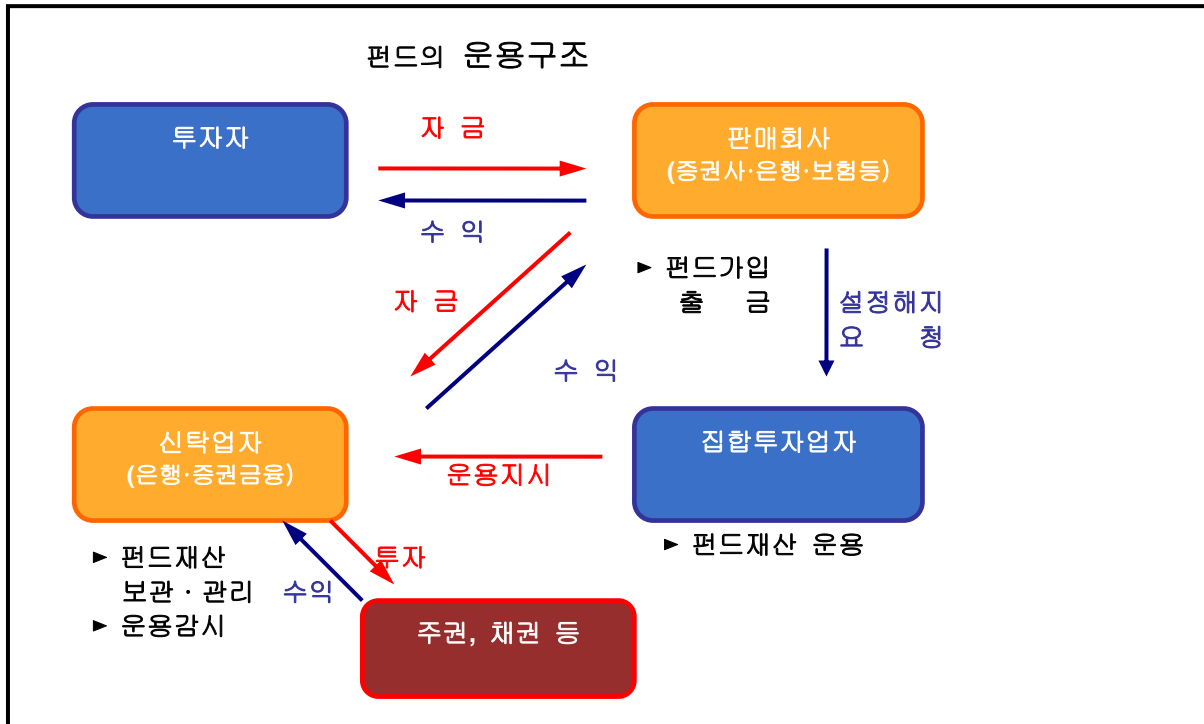 펀드의 운용구조
투자자
자 금
판매회사
(증권사·은행·보험등)
수 익
► 펀드가입
출 금
자 금
설정해지
요 청
수 익
신탁업자
(은행·증권금융)
집합투자업자
운용지시
► 펀드재산
보관 · 관리
► 운용감시
투자
수익
► 펀드재산 운용
주권, 채권 등